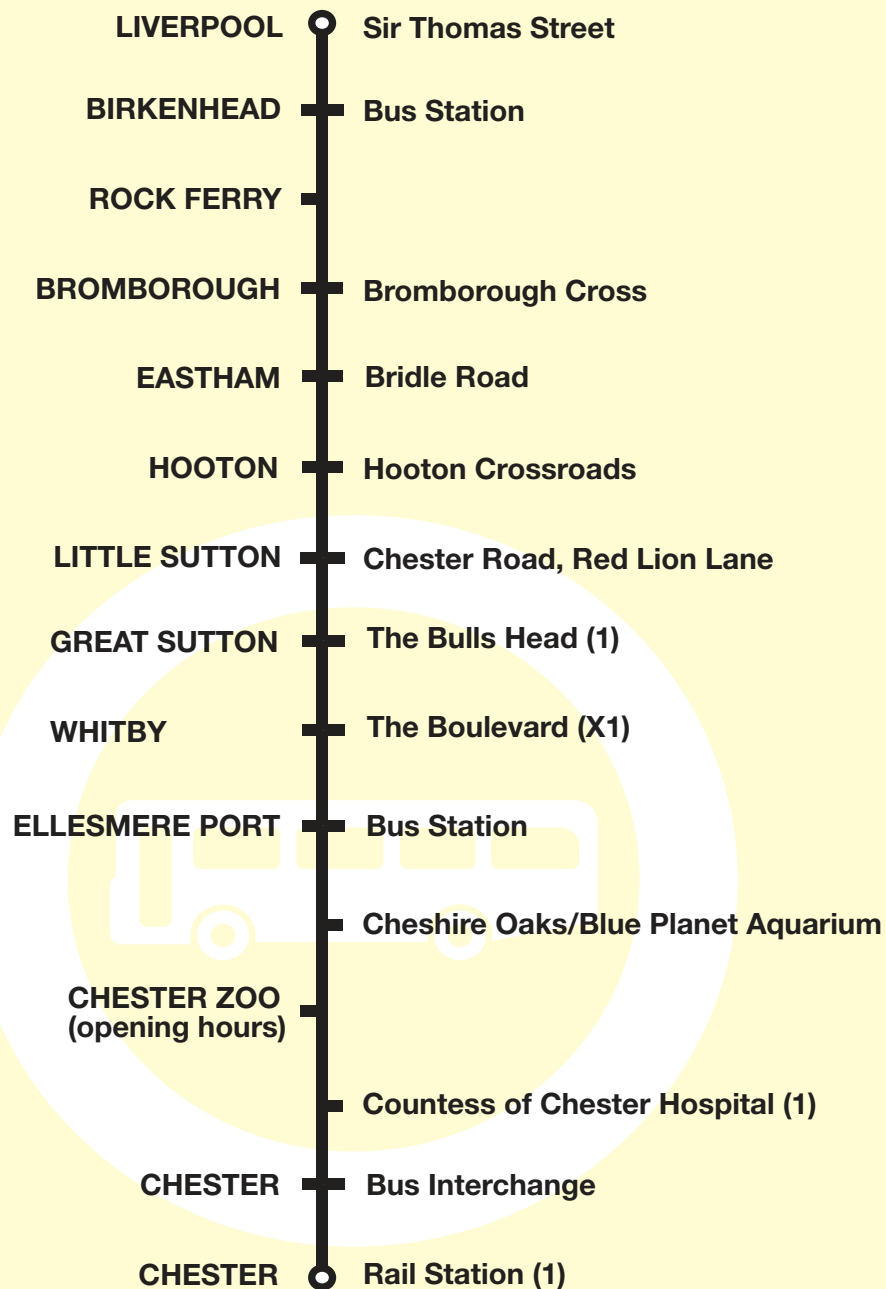 LIVERPOOL Sir Thomas Street
BIRKENHEAD Bus Station
ROCK FERRY
BROMBOROUGH Bromborough Cross
EASTHAM Bridle Road
HOOTON Hooton Crossroads
LITTLE SUTTON Chester Road, Red Lion Lane
GREAT SUTTON The Bulls Head (1)
WHITBY The Boulevard (X1)
ELLESMERE PORT Bus Station
Cheshire Oaks/Blue Planet Aquarium
CHESTER ZOO
(opening hours)
Countess of Chester Hospital (1)
CHESTER Bus Interchange
CHESTER Rail Station (1)